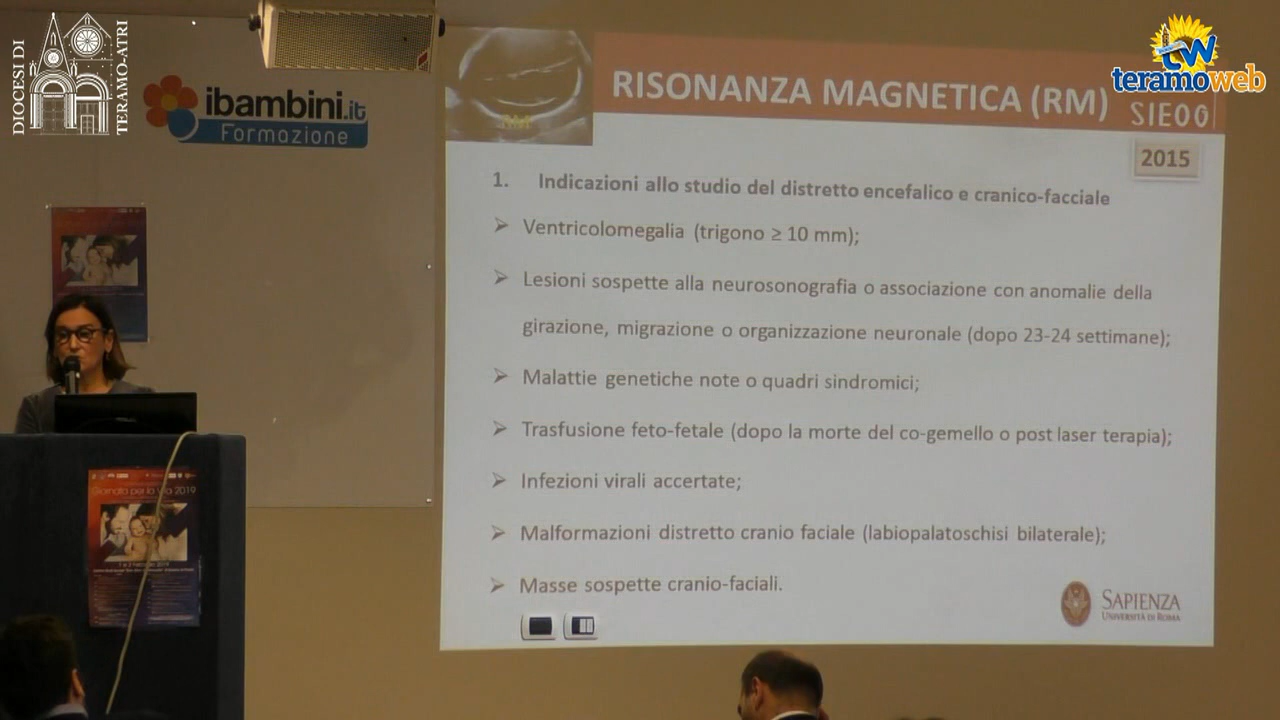 DIOCESI DI
TERAMO-ATRI
ibambini.it
Formazione
teramoweb
RISONANZA MAGNETICA (RM)
SIEOG
2015
1. Indicazioni allo studio del distretto encefalico e cranico-facciale
➢ Ventricolomegalia (trigono ≥ 10 mm);
➢ Lesioni sospette alla neurosonografia o associazione con anomalie della
girazione, migrazione o organizzazione neuronale (dopo 23-24 settimane);
➢ Malattie genetiche note o quadri sindromici;
➢ Trasfusione feto-fetale (dopo la morte del co-gemello o post laser terapia);
➢ Infezioni virali accertate;
➢ Malformazioni distretto cranio faciale (labiopalatoschisi bilaterale);
➢ Masse sospette cranio-faciali.
SAPIENZA
UNIVERSITÀ DI ROMA
Giornata per la Vita 2019